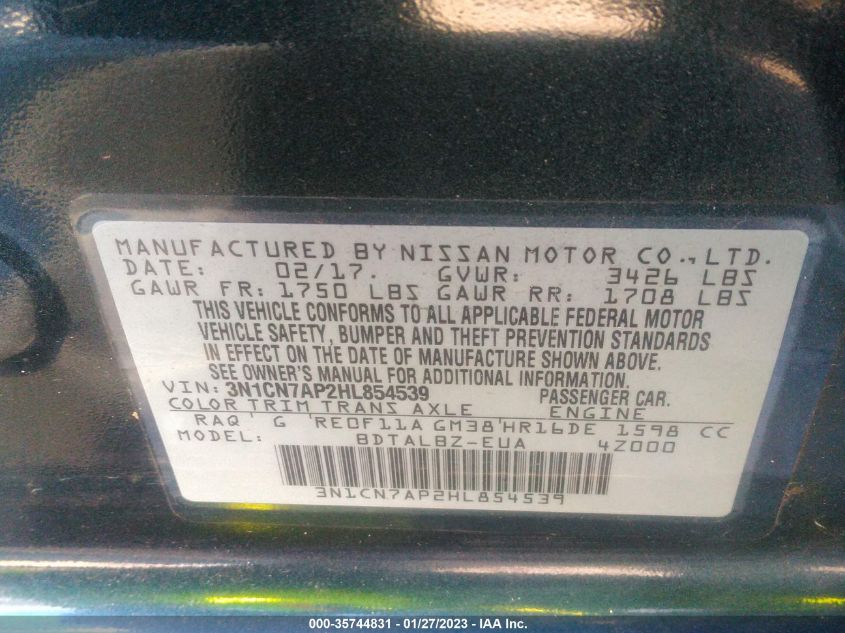 MANUFACTURED BY NISSAN MOTOR CO.,LTD.
DATE: 02/17. GVWR: 3426 LBS
GAWR FR: 1750 LBS GAWR RR: 1708 LBS
THIS VEHICLE CONFORMS TO ALL APPLICABLE FEDERAL MOTOR
VEHICLE SAFETY, BUMPER AND THEFT PREVENTION STANDARDS
IN EFFECT ON THE DATE OF MANUFACTURE SHOWN ABOVE.
SEE OWNER'S MANUAL FOR ADDITIONAL INFORMATION.
VIN: 3N1CN7AP2HL854539 PASSENGER CAR.
COLOR TRIM TRANS AXLE ENGINE
RAQ G RE0F11A GM38 HR16DE 1598 CC
MODEL: BDTALBZ-EUA 4Z000
3N1CN7AP2HL854539
000-35744831 - 01/27/2023 - IAA Inc.